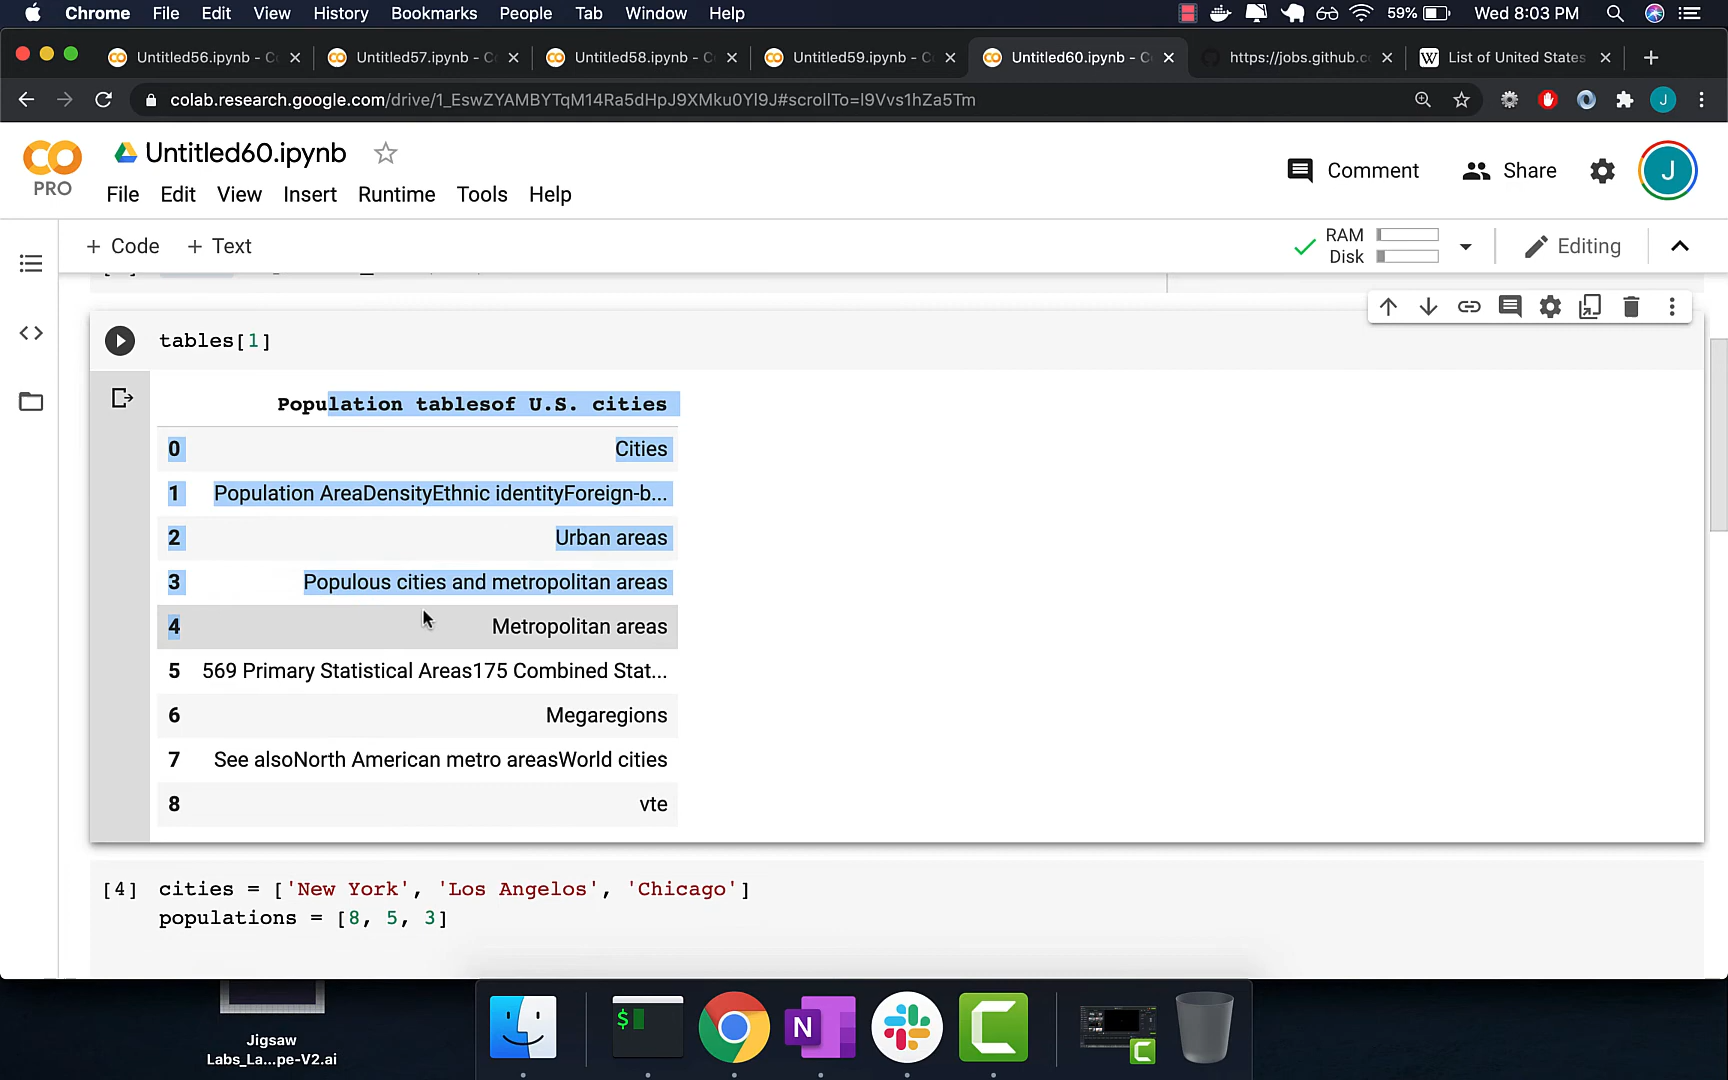 Chrome File Edit View History Bookmarks People Tab Window Help 59% Wed 8:03 PM
Untitled56.ipynb - C Untitled57.ipynb - C Untitled58.ipynb - C Untitled59.ipynb - C Untitled60.ipynb - C https://jobs.github.c List of United States
colab.research.google.com/drive/1_EswZYAMBYTqM14Ra5dHpJ9XMku0Yl9J#scrollTo=l9Vvs1hZa5Tm J
PRO Untitled60.ipynb
File Edit View Insert Runtime Tools Help
Comment Share J
+ Code + Text RAM Disk Editing
tables[1]
Population tablesof U.S. cities
0 Cities
1 Population AreaDensityEthnic identityForeign-b...
2 Urban areas
3 Populous cities and metropolitan areas
4 Metropolitan areas
5 569 Primary Statistical Areas175 Combined Stat...
6 Megaregions
7 See alsoNorth American metro areasWorld cities
8 vte
[4] cities = ['New York', 'Los Angelos', 'Chicago']
populations = [8, 5, 3]
Jigsaw
Labs_La...pe-V2.ai